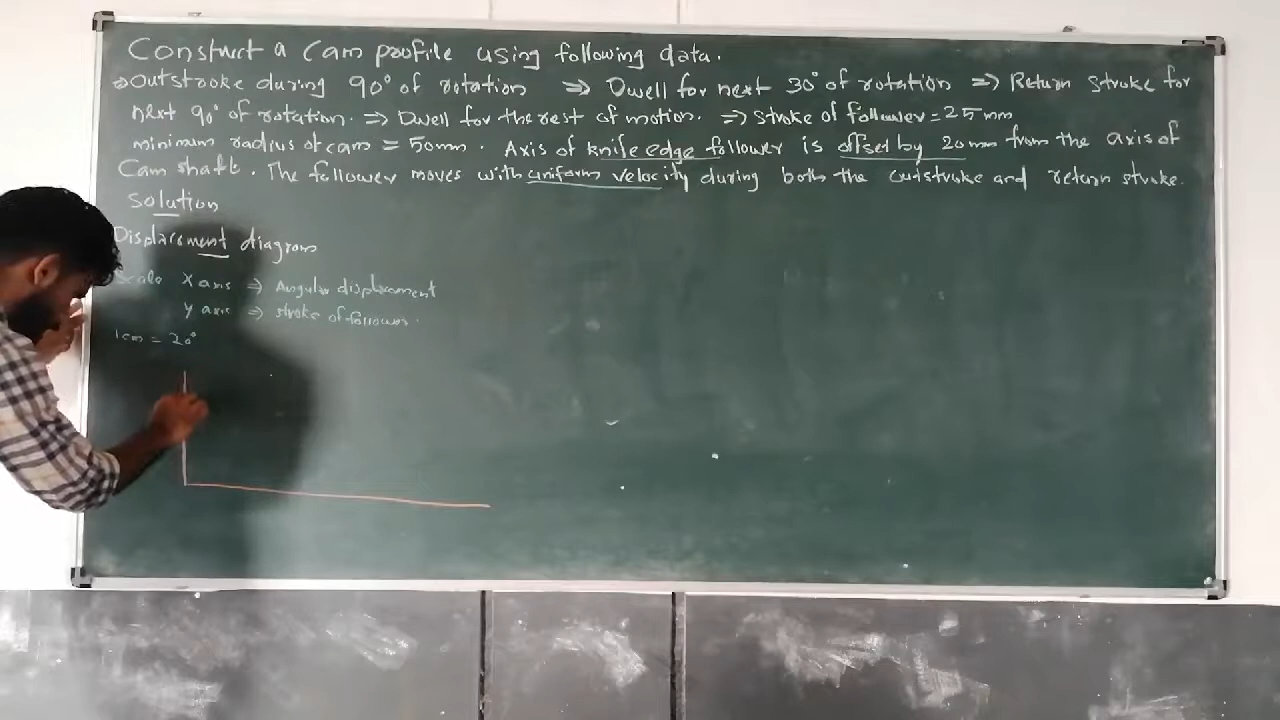 Construct a cam profile using following data.
⇒ Outstroke during 90° of rotation ⇒ Dwell for next 30° of rotation ⇒ Return stroke for
next 90° of rotation. ⇒ Dwell for the rest of motion. ⇒ stroke of follower = 25 mm
minimum radius of cam = 50mm. Axis of knife edge follower is offset by 20mm from the axis of
Cam shaft. The follower moves with uniform velocity during both the outstroke and return stroke.
solution
Displacement diagram
Scale X axis ⇒ Angular displacement
y axis ⇒ stroke of follower.
1cm = 20°